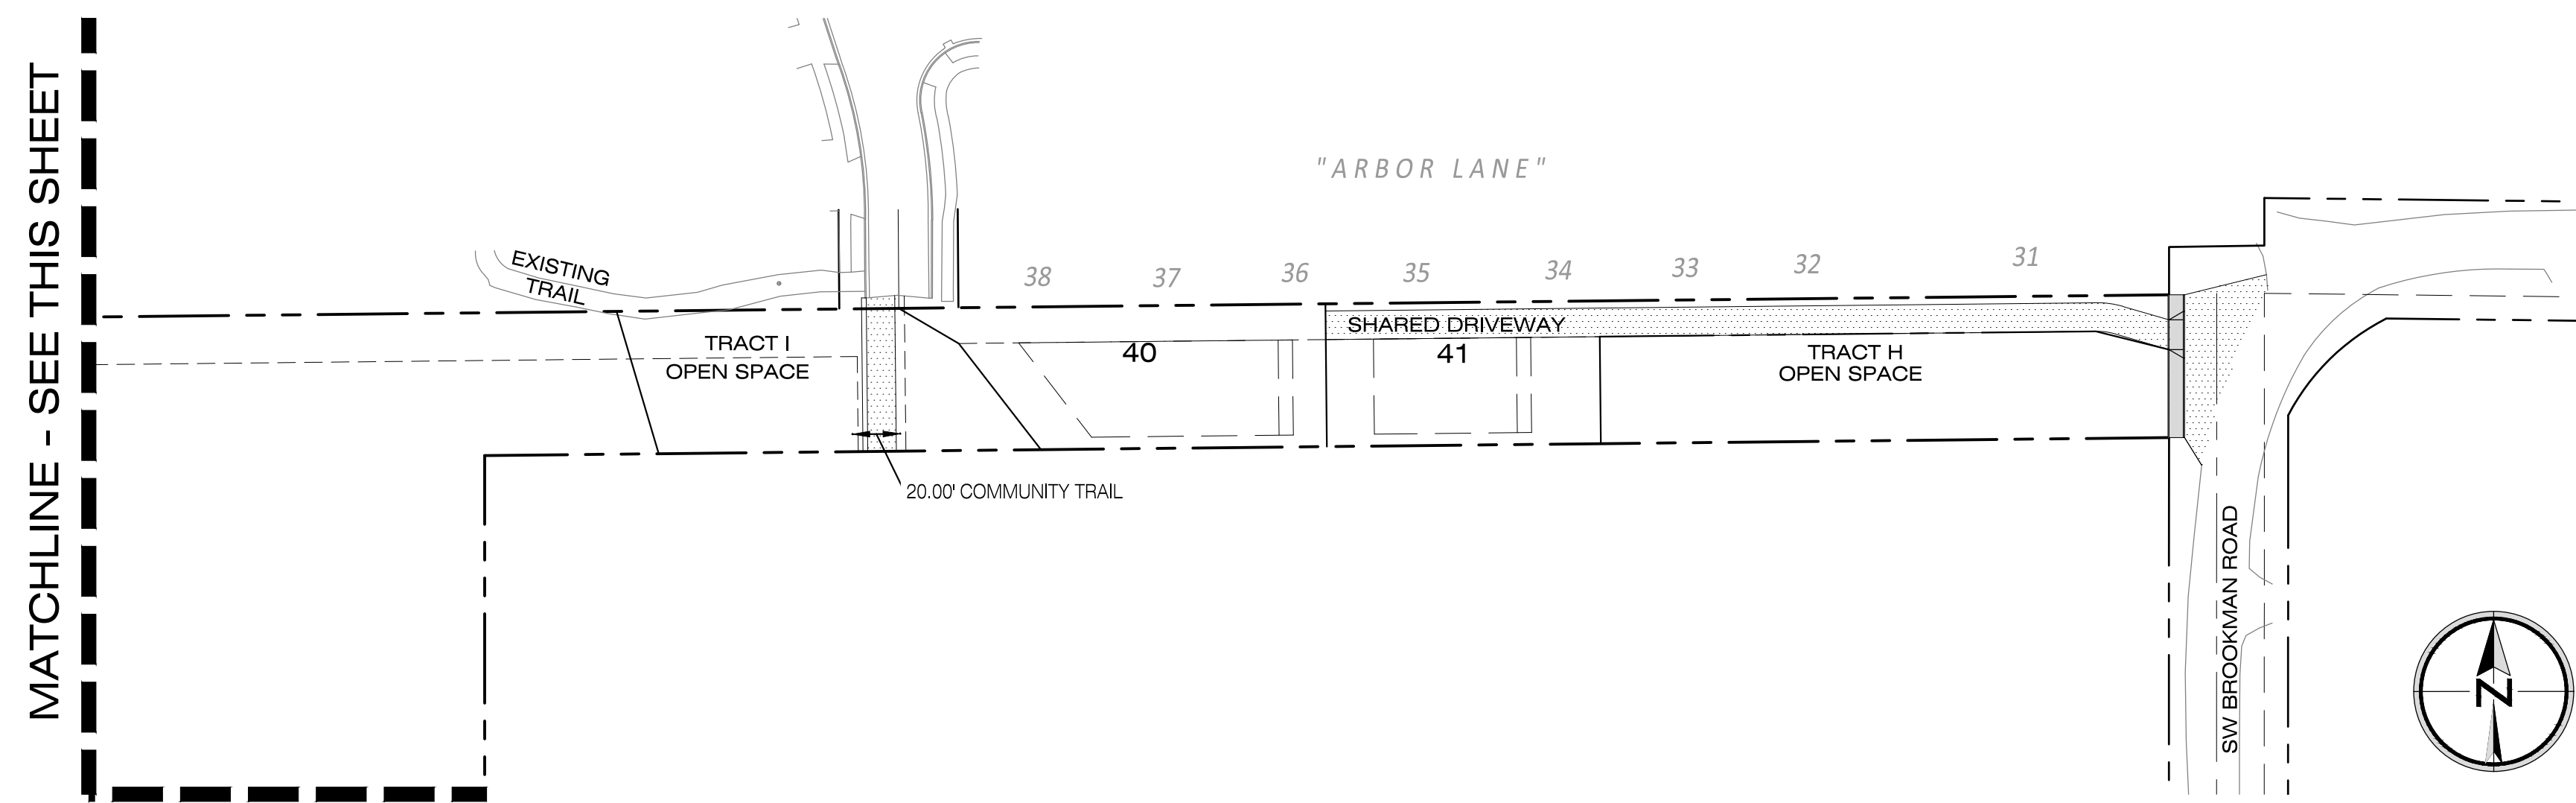 MATCHLINE - SEE THIS SHEET
"ARBOR LANE"
EXISTING
TRAIL
38
37
36
35
34
33
32
31
SHARED DRIVEWAY
TRACT I
OPEN SPACE
40
41
TRACT H
OPEN SPACE
20.00' COMMUNITY TRAIL
SW BROOKMAN ROAD
N